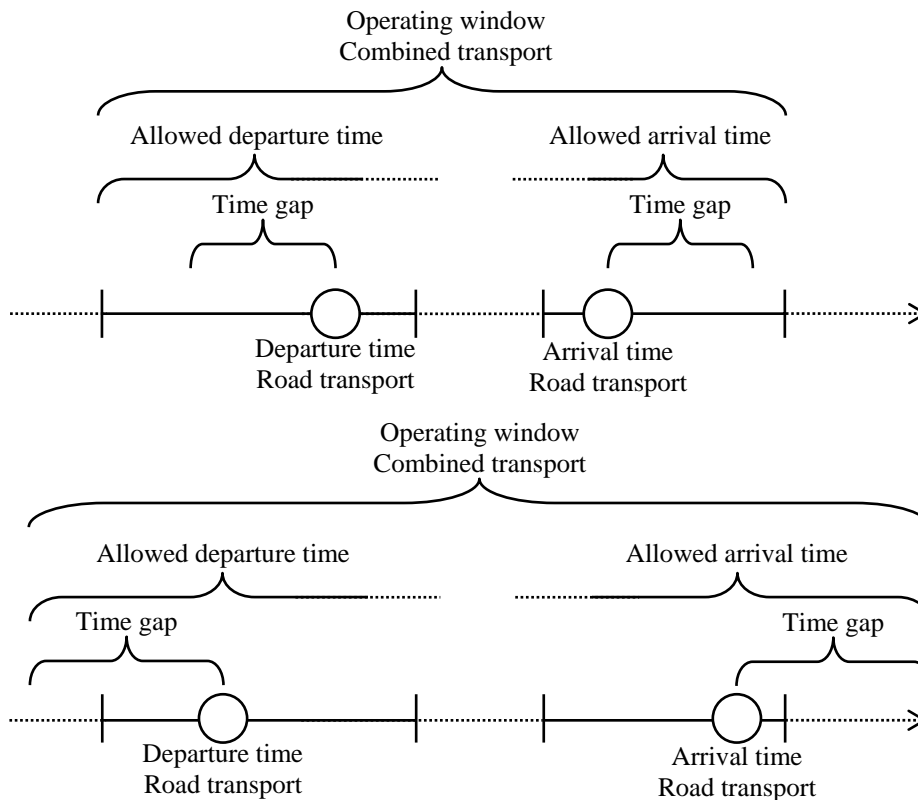 Operating window
Combined transport
Allowed departure time
Allowed arrival time
Time gap
Time gap
Departure time
Road transport
Arrival time
Road transport
Operating window
Combined transport
Allowed departure time
Allowed arrival time
Time gap
Time gap
Departure time
Road transport
Arrival time
Road transport